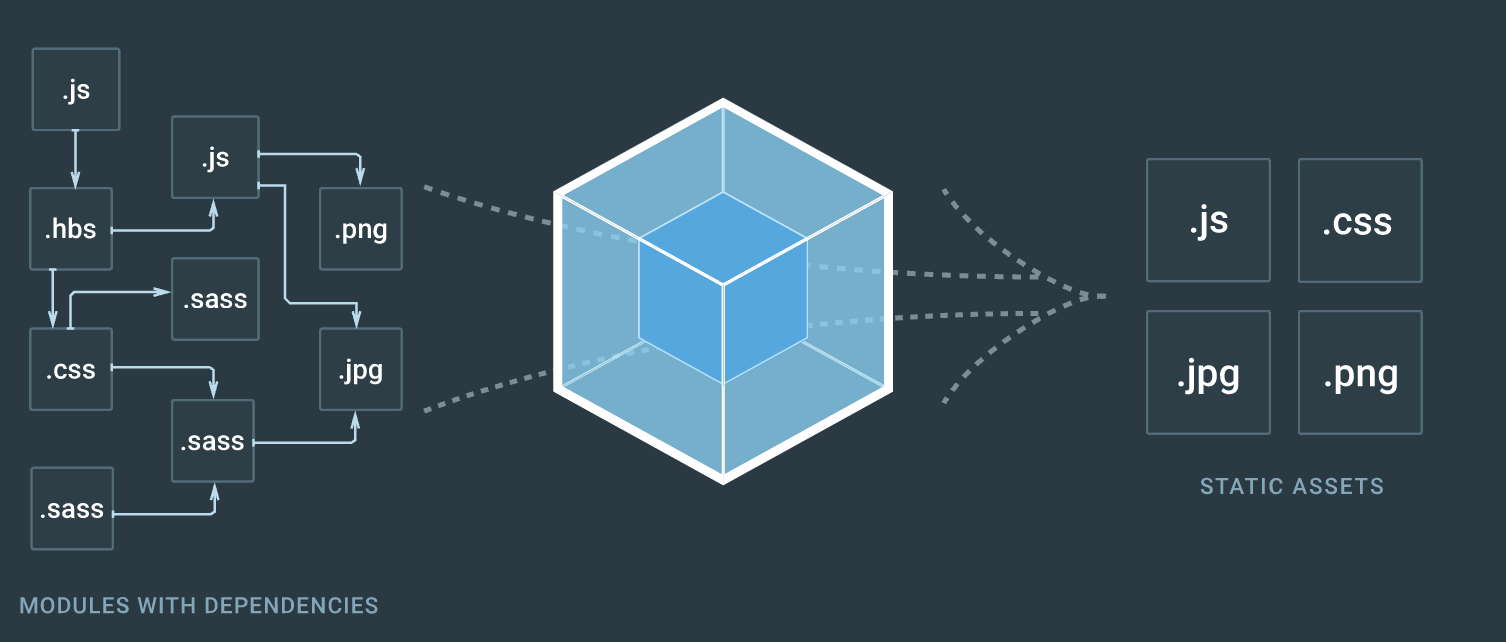 .js
.js
.hbs
.png
.sass
.css
.jpg
.sass
.sass
MODULES WITH DEPENDENCIES
.js
.css
.jpg
.png
STATIC ASSETS